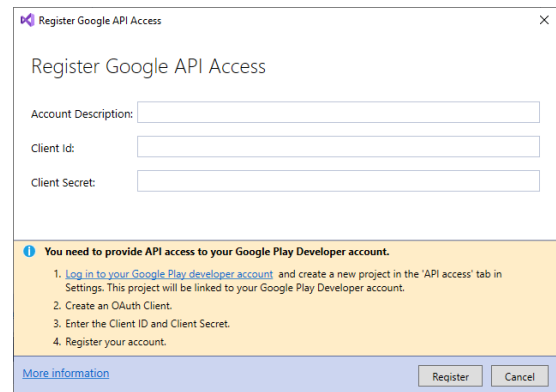 Register Google API Access
Register Google API Access
Account Description:
Client Id:
Client Secret:
You need to provide API access to your Google Play Developer account.
1. Log in to your Google Play developer account and create a new project in the 'API access' tab in
Settings. This project will be linked to your Google Play Developer account.
2. Create an OAuth Client.
3. Enter the Client ID and Client Secret.
4. Register your account.
More information
Register
Cancel